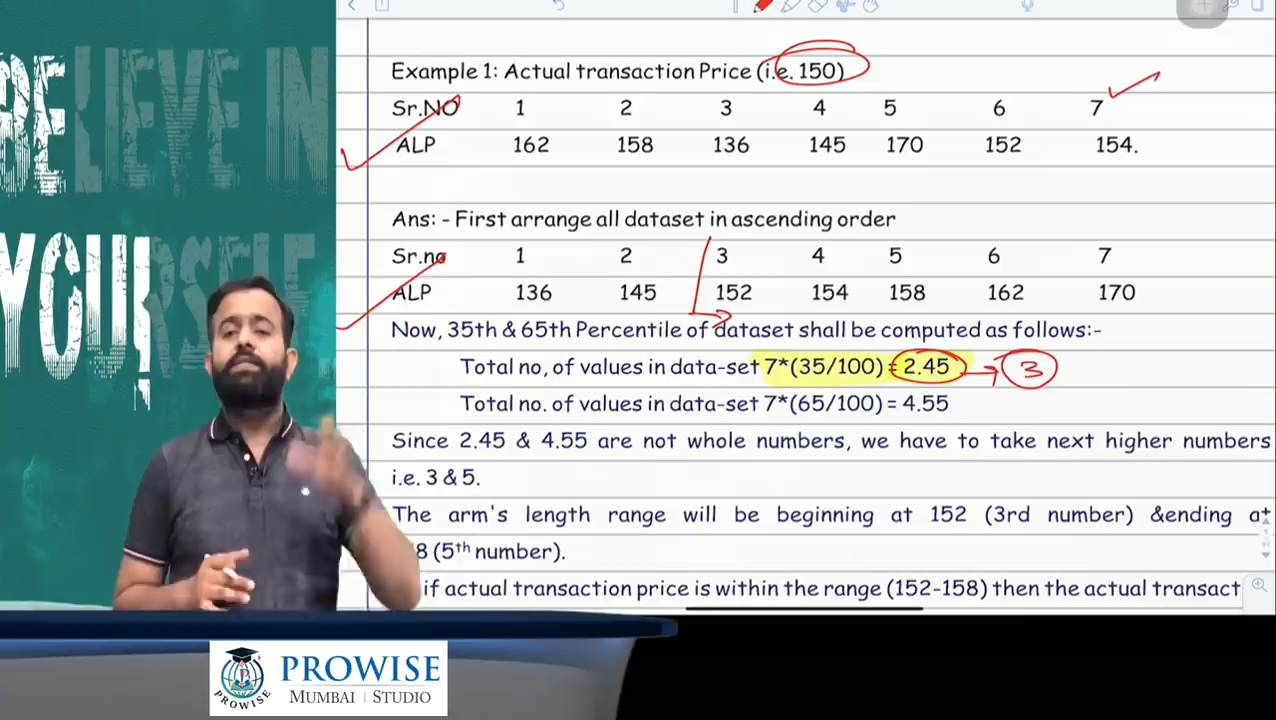 BELIEVE IN
YOURSELF.
Example 1: Actual transaction Price (i.e. 150)
Sr.NO 1 2 3 4 5 6 7
ALP 162 158 136 145 170 152 154.
Ans: - First arrange all dataset in ascending order
Sr.no 1 2 3 4 5 6 7
ALP 136 145 152 154 158 162 170
Now, 35th & 65th Percentile of dataset shall be computed as follows:-
Total no, of values in data-set 7*(35/100) = 2.45 → 3
Total no. of values in data-set 7*(65/100) = 4.55
Since 2.45 & 4.55 are not whole numbers, we have to take next higher numbers
i.e. 3 & 5.
The arm's length range will be beginning at 152 (3rd number) &ending at
8 (5th number).
if actual transaction price is within the range (152-158) then the actual transact
PROWISE
PROWISE
MUMBAI | STUDIO